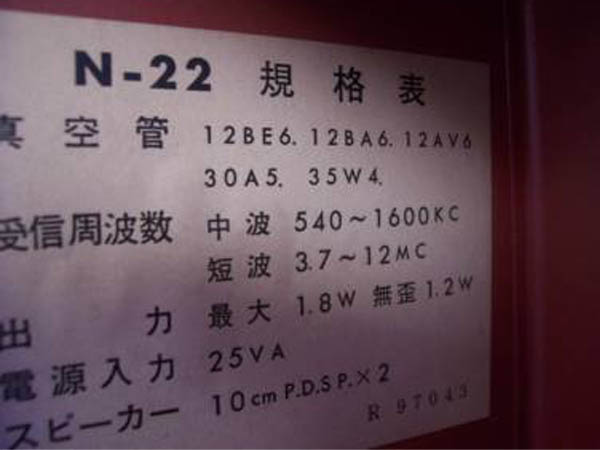 N-22 規格表
真空管 12BE6. 12BA6. 12AV6
30A5. 35W4.
受信周波数 中波 540~1600KC
短波 3.7~12MC
出力 最大 1.8W 無歪 1.2W
電源入力 25VA
スピーカー 10cm P.D.S P.×2
R 97043